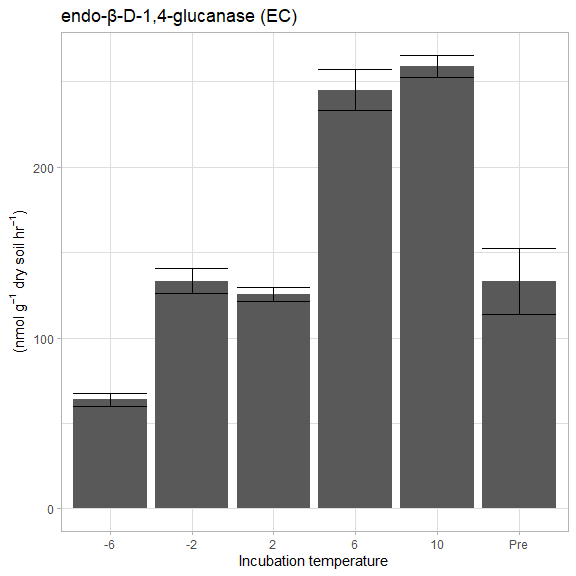 endo-β-D-1,4-glucanase (EC)
(nmol g⁻¹ dry soil hr⁻¹)
200
100
0
-6 -2 2 6 10 Pre
Incubation temperature